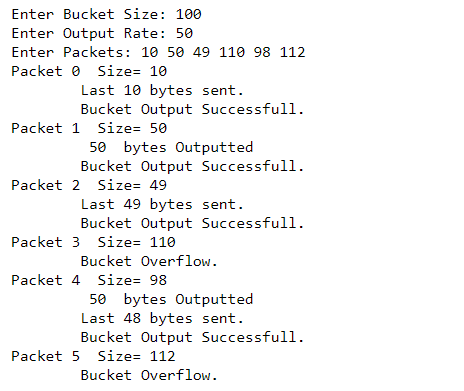 Enter Bucket Size: 100
Enter Output Rate: 50
Enter Packets: 10 50 49 110 98 112
Packet 0  Size= 10
        Last 10 bytes sent.
        Bucket Output Successfull.
Packet 1  Size= 50
         50  bytes Outputted
        Bucket Output Successfull.
Packet 2  Size= 49
        Last 49 bytes sent.
        Bucket Output Successfull.
Packet 3  Size= 110
        Bucket Overflow.
Packet 4  Size= 98
         50  bytes Outputted
        Last 48 bytes sent.
        Bucket Output Successfull.
Packet 5  Size= 112
        Bucket Overflow.